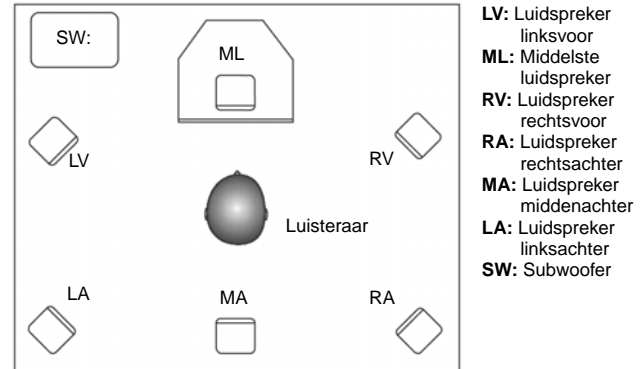 SW:
ML
LV
RV
Luisteraar
LA
MA
RA
LV: Luidspreker
linksvoor
ML: Middelste
luidspreker
RV: Luidspreker
rechtsvoor
RA: Luidspreker
rechtsachter
MA: Luidspreker
middenachter
LA: Luidspreker
linksachter
SW: Subwoofer